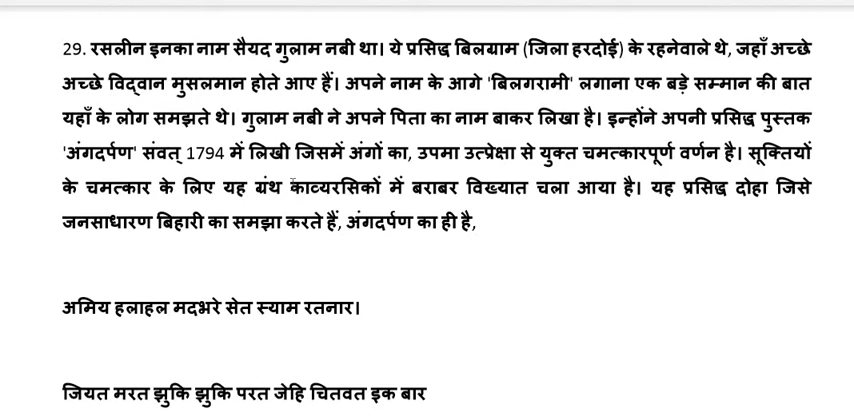 29. रसलीन इनका नाम सैयद गुलाम नबी था। ये प्रसिद्ध बिलग्राम (जिला हरदोई) के रहनेवाले थे, जहाँ अच्छे
अच्छे विद्वान मुसलमान होते आए हैं। अपने नाम के आगे 'बिलगरामी' लगाना एक बड़े सम्मान की बात
यहाँ के लोग समझते थे। गुलाम नबी ने अपने पिता का नाम बाकर लिखा है। इन्होंने अपनी प्रसिद्ध पुस्तक
'अंगदर्पण' संवत् 1794 में लिखी जिसमें अंगों का, उपमा उत्प्रेक्षा से युक्त चमत्कारपूर्ण वर्णन है। सूक्तियों
के चमत्कार के लिए यह ग्रंथ काव्यरसिकों में बराबर विख्यात चला आया है। यह प्रसिद्ध दोहा जिसे
जनसाधारण बिहारी का समझा करते हैं, अंगदर्पण का ही है,
अमिय हलाहल मदभरे सेत स्याम रतनार।
जियत मरत झुकि झुकि परत जेहि चितवत इक बार